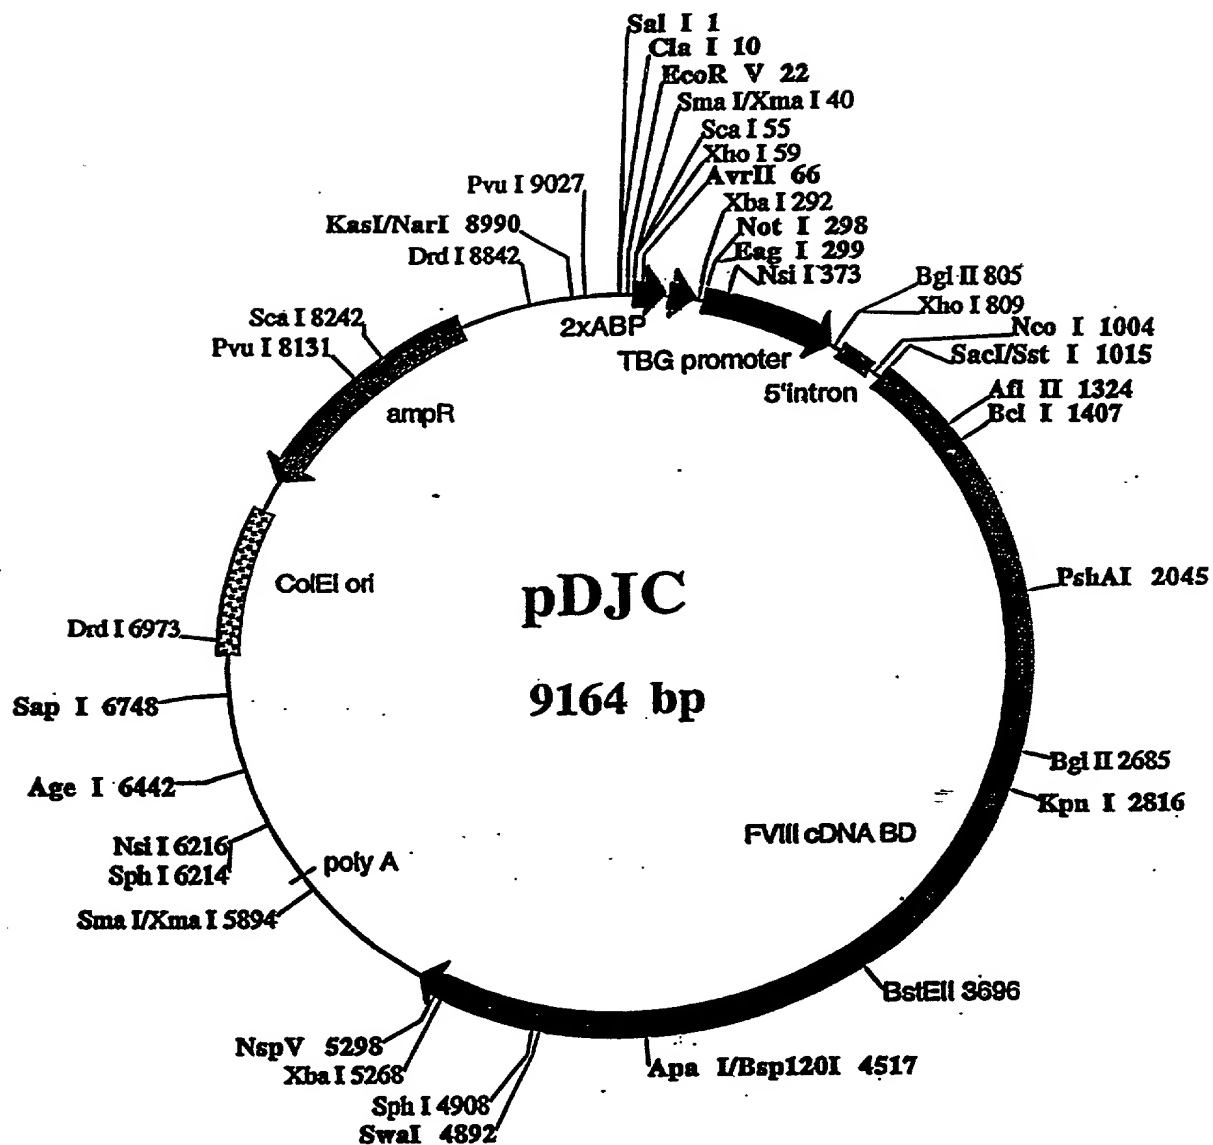 Sal I 1
Cla I 10
EcoR V 22
Sma I/Xma I 40
Sca I 55
Xho I 59
AvrII 66
Xba I 292
Not I 298
Eag I 299
Nsi I 373
Bgl II 805
Xho I 809
Nco I 1004
SacI/Sst I 1015
Afl II 1324
Bcl I 1407
PshAI 2045
Bgl II 2685
Kpn I 2816
BstEII 3696
Apa I/Bsp120I 4517
SwaI 4892
Sph I 4908
Xba I 5268
NspV 5298
Sma I/Xma I 5894
Sph I 6214
Nsi I 6216
Age I 6442
Sap I 6748
Drd I 6973
Pvu I 8131
Sca I 8242
Drd I 8842
KasI/NarI 8990
Pvu I 9027
2xABP
TBG promoter
5'intron
ampR
ColEI ori
pDJC
9164 bp
FVIII cDNA BD
poly A